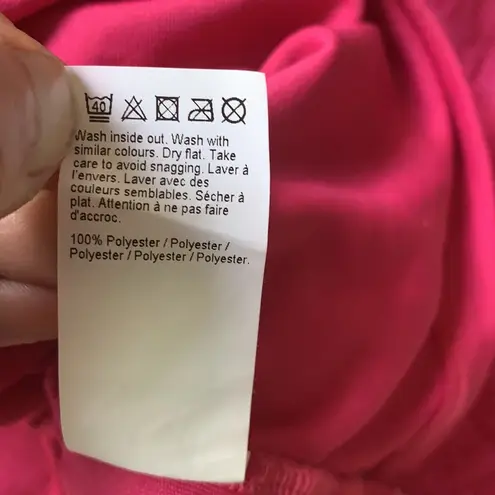 40
Wash inside out. Wash with
similar colours. Dry flat. Take
care to avoid snagging. Laver à
l'envers. Laver avec des
couleurs semblables. Sécher à
plat. Attention à ne pas faire
d'accroc.
100% Polyester / Polyester /
Polyester / Polyester / Polyester.